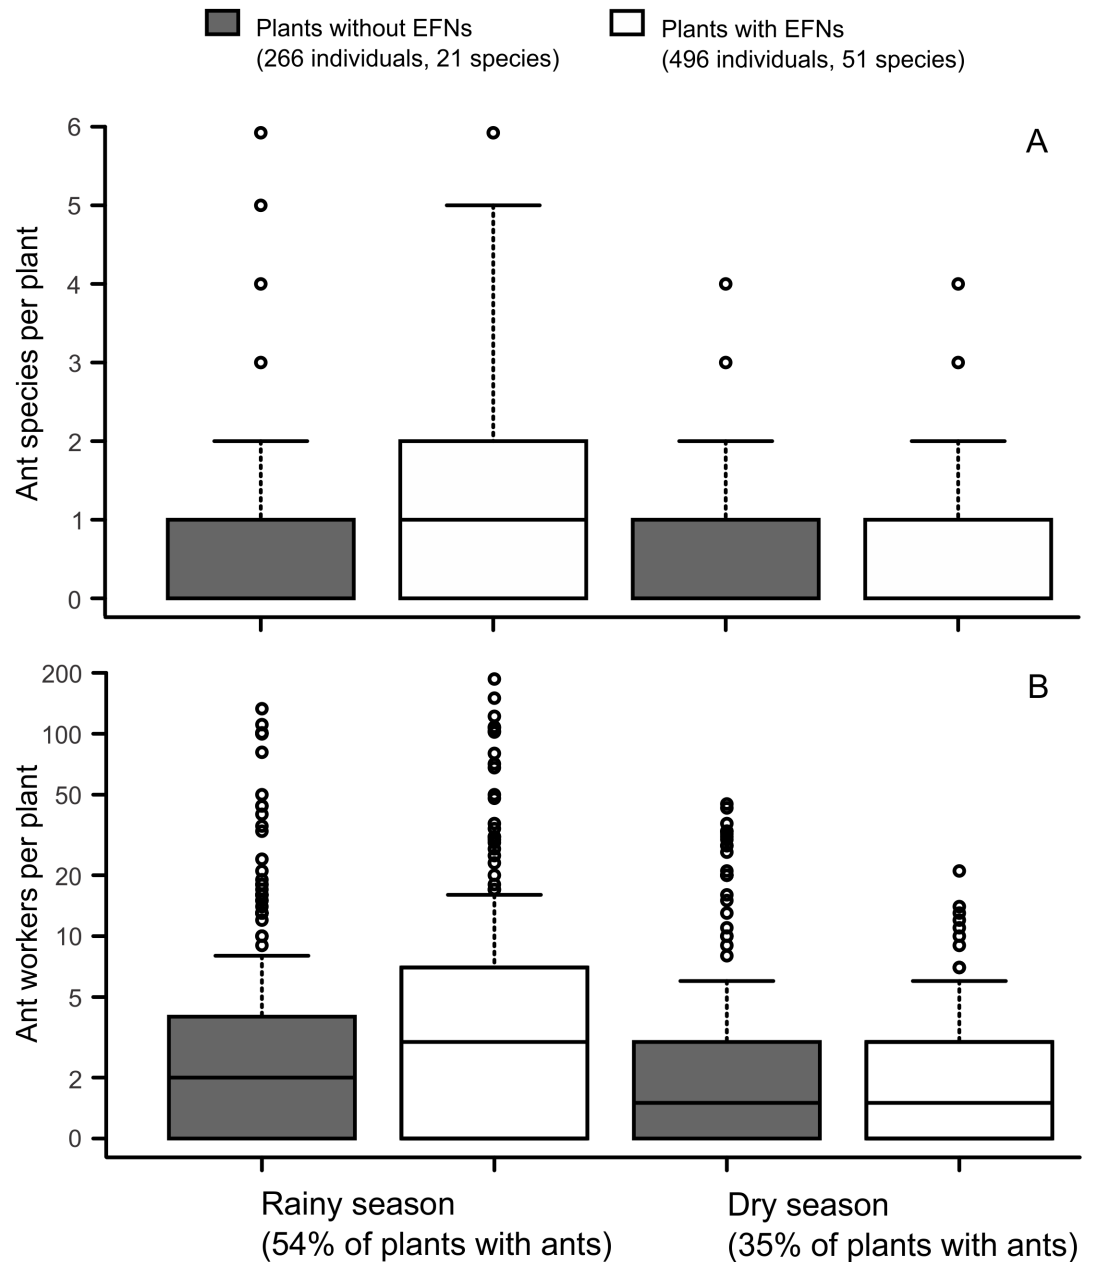 Plants without EFNs
(266 individuals, 21 species)
Plants with EFNs
(496 individuals, 51 species)
A
Ant species per plant
6
5
4
3
2
1
0
B
Ant workers per plant
200
100
50
20
10
5
2
0
Rainy season
(54% of plants with ants)
Dry season
(35% of plants with ants)